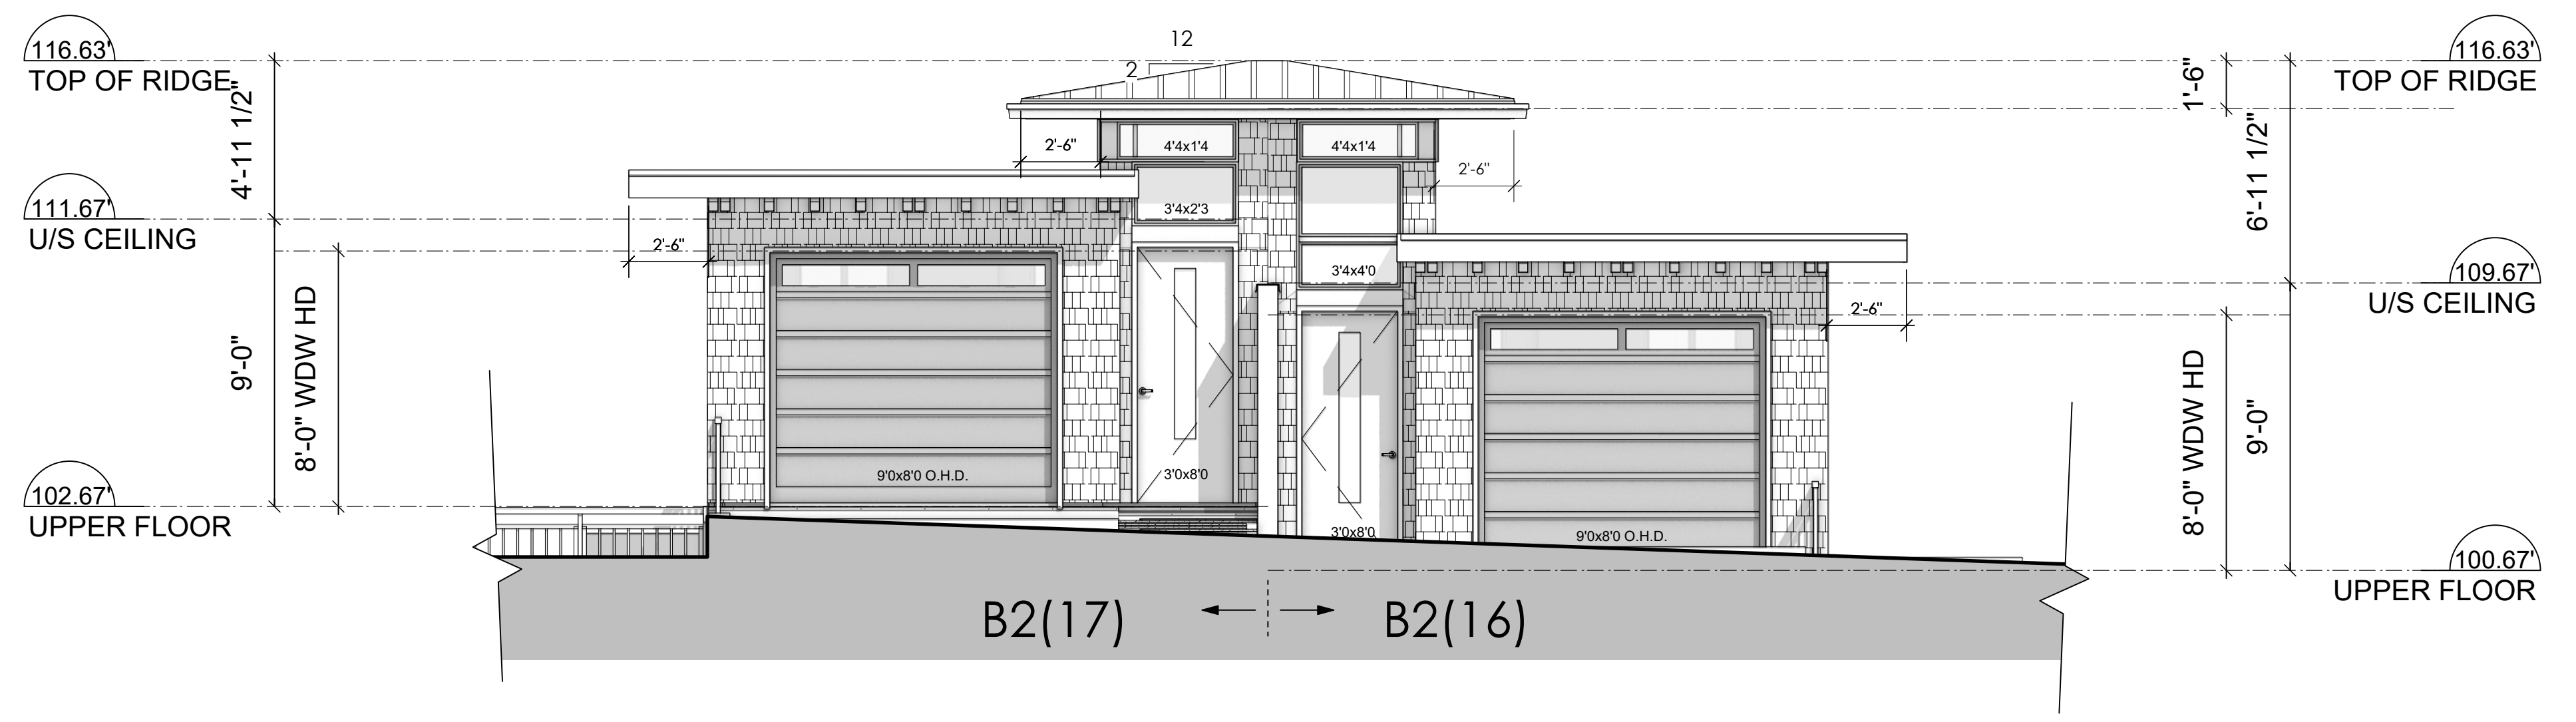 116.63'
TOP OF RIDGE
4'-11 1/2"
111.67'
U/S CEILING
9'-0"
8'-0" WDW HD
102.67'
UPPER FLOOR
12
2
2'-6"
4'4x1'4
4'4x1'4
2'-6"
3'4x2'3
2'-6"
3'4x4'0
2'-6"
9'0x8'0 O.H.D.
3'0x8'0
3'0x8'0
9'0x8'0 O.H.D.
B2(17)
B2(16)
1'-6"
116.63'
TOP OF RIDGE
6'-11 1/2"
109.67'
U/S CEILING
8'-0" WDW HD
9'-0"
100.67'
UPPER FLOOR